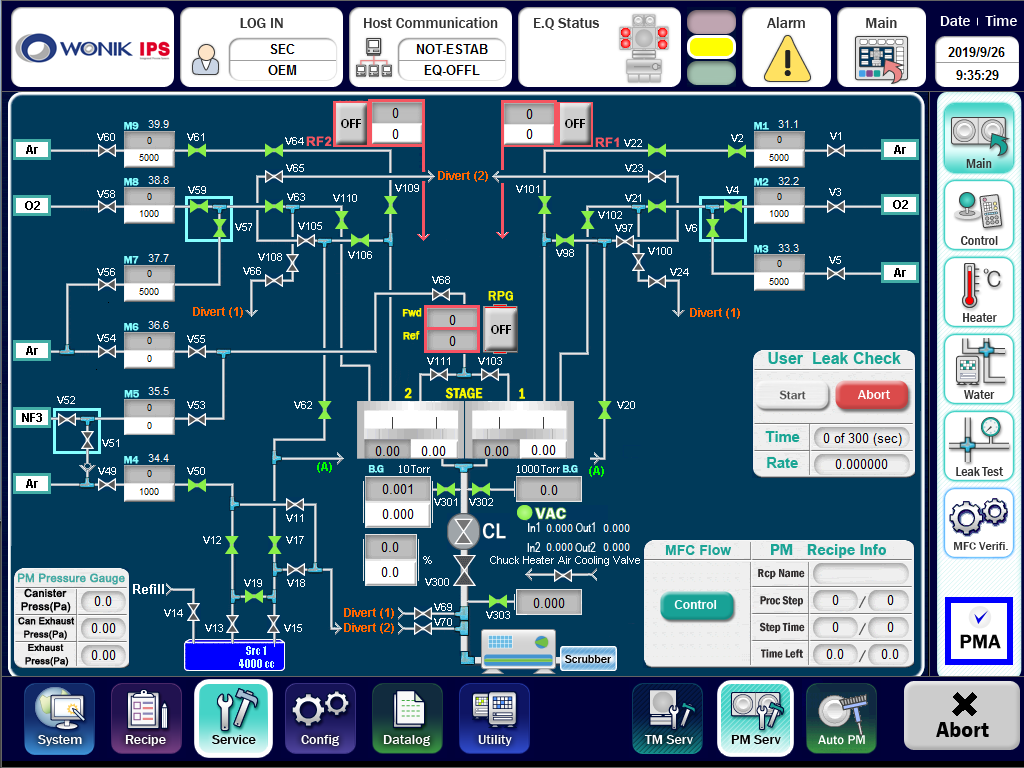 WONIK IPS
LOG IN
SEC
OEM
Host Communication
NOT-ESTAB
EQ-OFFL
E.Q Status
Alarm
Main
Date | Time
2019/9/26
9:35:29
M9 39.9
0
5000
V60
V61
Ar
V64
RF2
OFF
0
0
0
0
OFF
RF1
V22
V2
M1 31.1
0
5000
V1
Ar
V65
Divert (2)
V23
M8 38.8
0
1000
V58
V59
O2
V57
V63
V110
V109
V105
V106
V108
V66
Divert (1)
V101
V102
V21
V97
V98
V100
V24
Divert (1)
V4
V6
M2 32.2
0
1000
V3
O2
M3 33.3
0
5000
V5
Ar
M7 37.7
0
5000
V56
M6 36.6
0
0
V54
V55
Ar
V68
RPG
Fwd
0
Ref
0
OFF
V111
V103
M5 35.5
0
0
V52
V53
NF3
V51
M4 34.4
0
1000
V49
V50
Ar
2
STAGE
1
0.00
0.00
0.00
0.00
V62
V20
(A)
(A)
B.G
10Torr
1000Torr
B.G
0.001
0.000
V301
V302
0.0
VAC
In1 0.000 Out1 0.000
In2 0.000 Out2 0.000
Chuck Heater Air Cooling Valve
CL
0.0
0.0
%
V300
V303
0.000
V11
V12
V17
V18
V19
V13
V14
V15
Refill
Src 1
4000 cc
Divert (1)
Divert (2)
V69
V70
Scrubber
PM Pressure Gauge
Canister
Press(Pa)
0.0
Can Exhaust
Press(Pa)
0.00
Exhaust
Press(Pa)
0.00
User Leak Check
Start
Abort
Time
0 of 300 (sec)
Rate
0.000000
MFC Flow
Control
PM Recipe Info
Rcp Name
Proc Step
0 / 0
Step Time
0 / 0
Time Left
0.0 / 0.0
Main
Control
°C
Heater
Water
Leak Test
MFC Verifi.
PMA
System
Recipe
Service
Config
Datalog
Utility
TM Serv
PM Serv
Auto PM
Abort